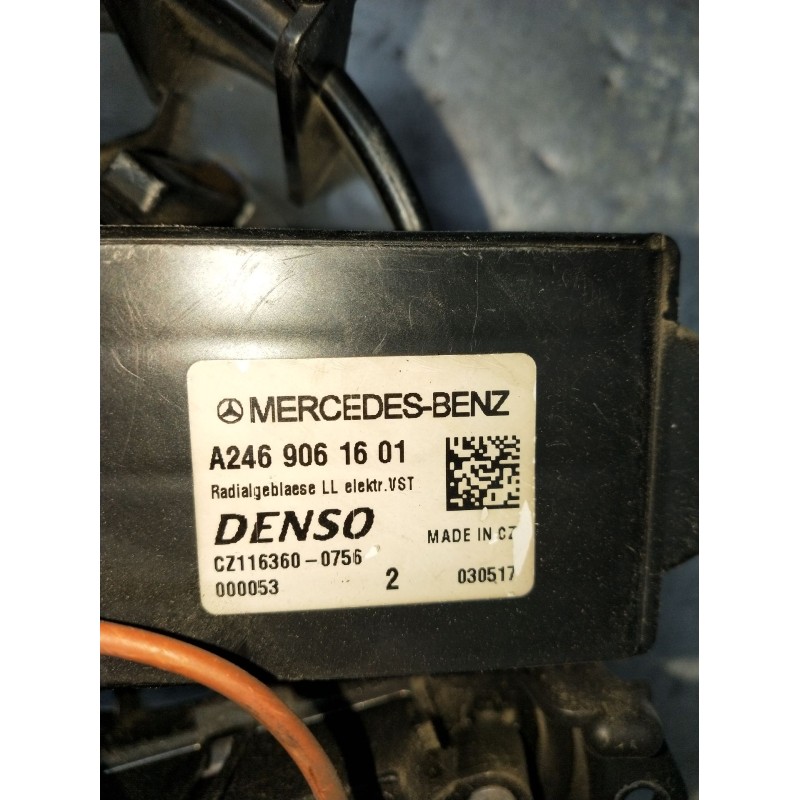 MERCEDES-BENZ
A246 906 16 01
Radialgeblaese LL elektr.VST
DENSO
MADE IN CZ
CZ116360-0756
000053 2 030517